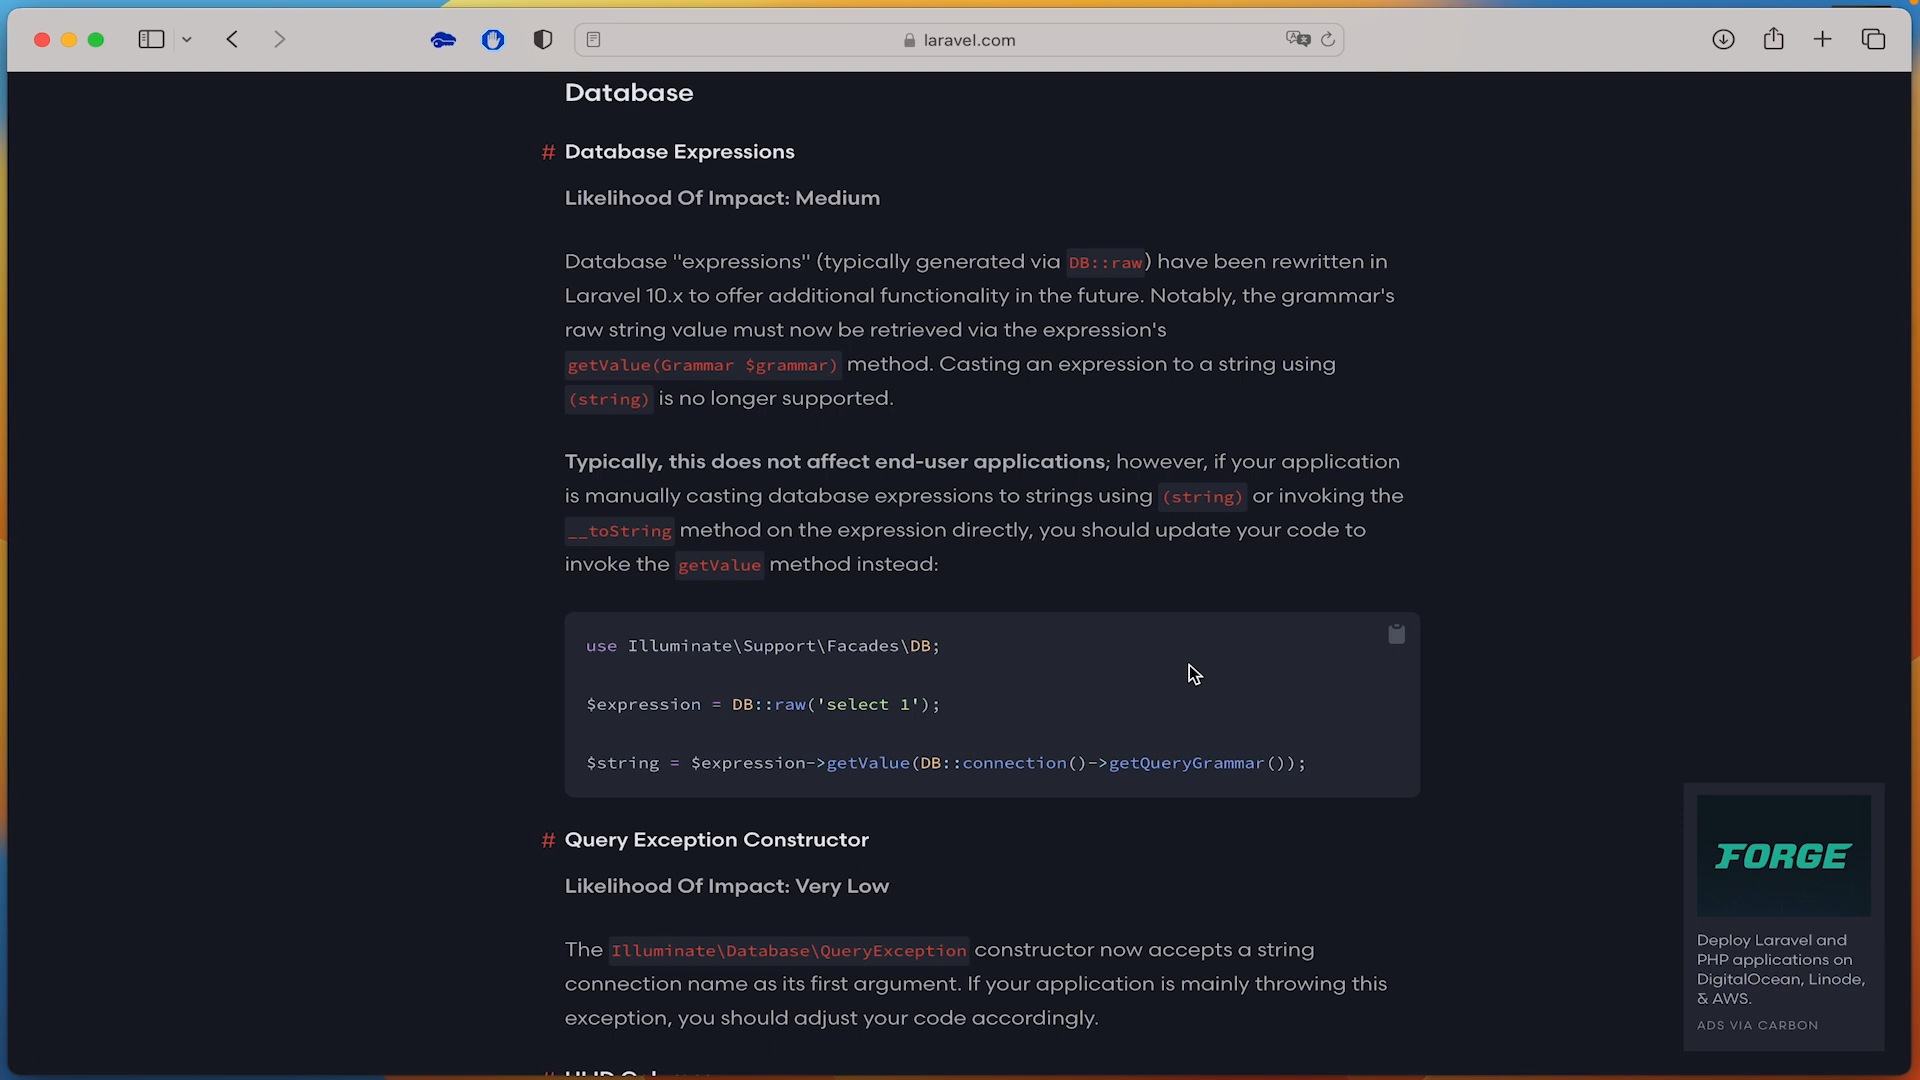 laravel.com
Database
# Database Expressions
Likelihood Of Impact: Medium
Database "expressions" (typically generated via DB::raw) have been rewritten in
Laravel 10.x to offer additional functionality in the future. Notably, the grammar's
raw string value must now be retrieved via the expression's
getValue(Grammar $grammar) method. Casting an expression to a string using
(string) is no longer supported.
Typically, this does not affect end-user applications; however, if your application
is manually casting database expressions to strings using (string) or invoking the
__toString method on the expression directly, you should update your code to
invoke the getValue method instead:
use Illuminate\Support\Facades\DB;
$expression = DB::raw('select 1');
$string = $expression->getValue(DB::connection()->getQueryGrammar());
# Query Exception Constructor
Likelihood Of Impact: Very Low
The Illuminate\Database\QueryException constructor now accepts a string
connection name as its first argument. If your application is mainly throwing this
exception, you should adjust your code accordingly.
FORGE
Deploy Laravel and
PHP applications on
DigitalOcean, Linode,
& AWS.
ADS VIA CARBON